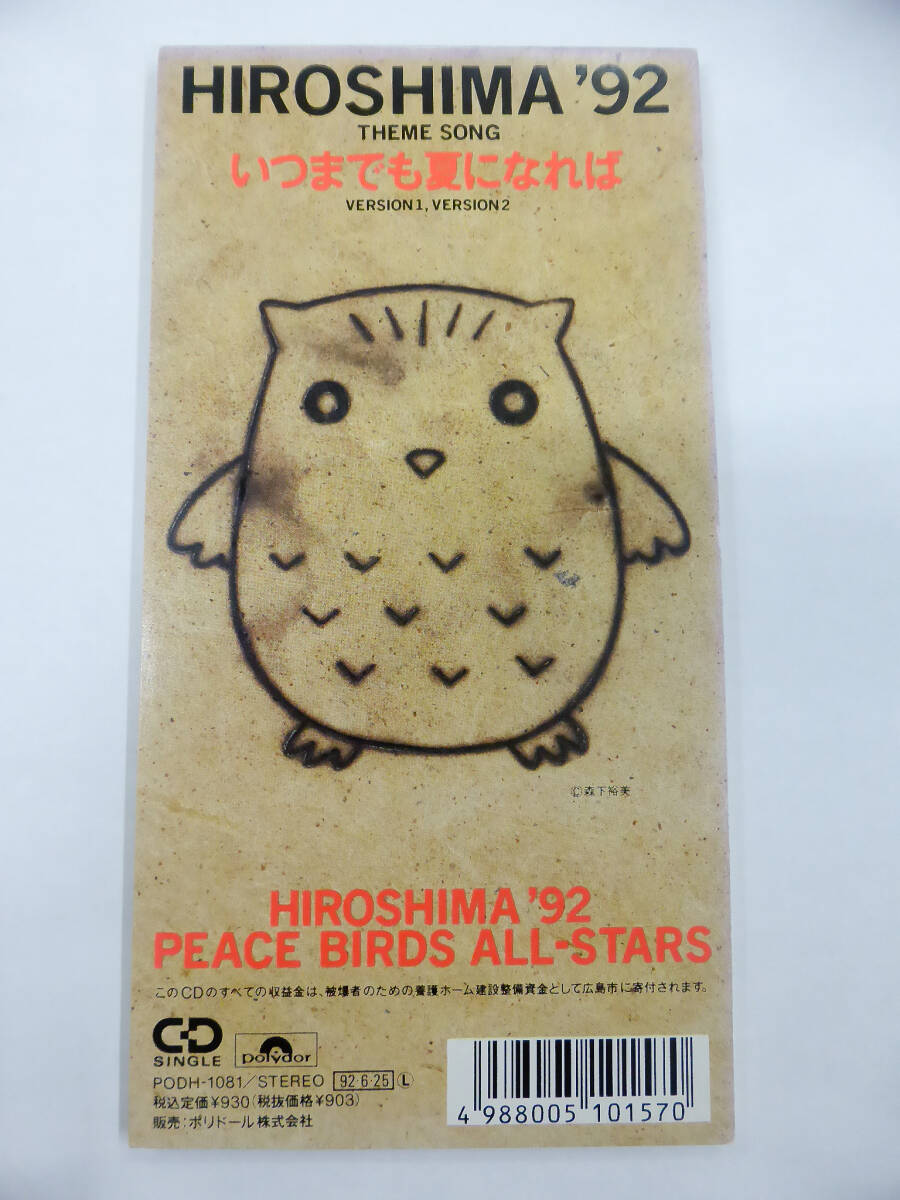 HIROSHIMA '92
THEME SONG
いつまでも夏になれば
VERSION 1, VERSION 2
©森下裕美
HIROSHIMA '92
PEACE BIRDS ALL-STARS
このCDのすべての収益金は、被爆者のための養護ホーム建設整備資金として広島市に寄付されます。
CD
SINGLE
polydor
PODH-1081/STEREO 92·6·25 Ⓛ
税込定価¥930(税抜価格¥903)
販売:ポリドール株式会社
4 988005 101570